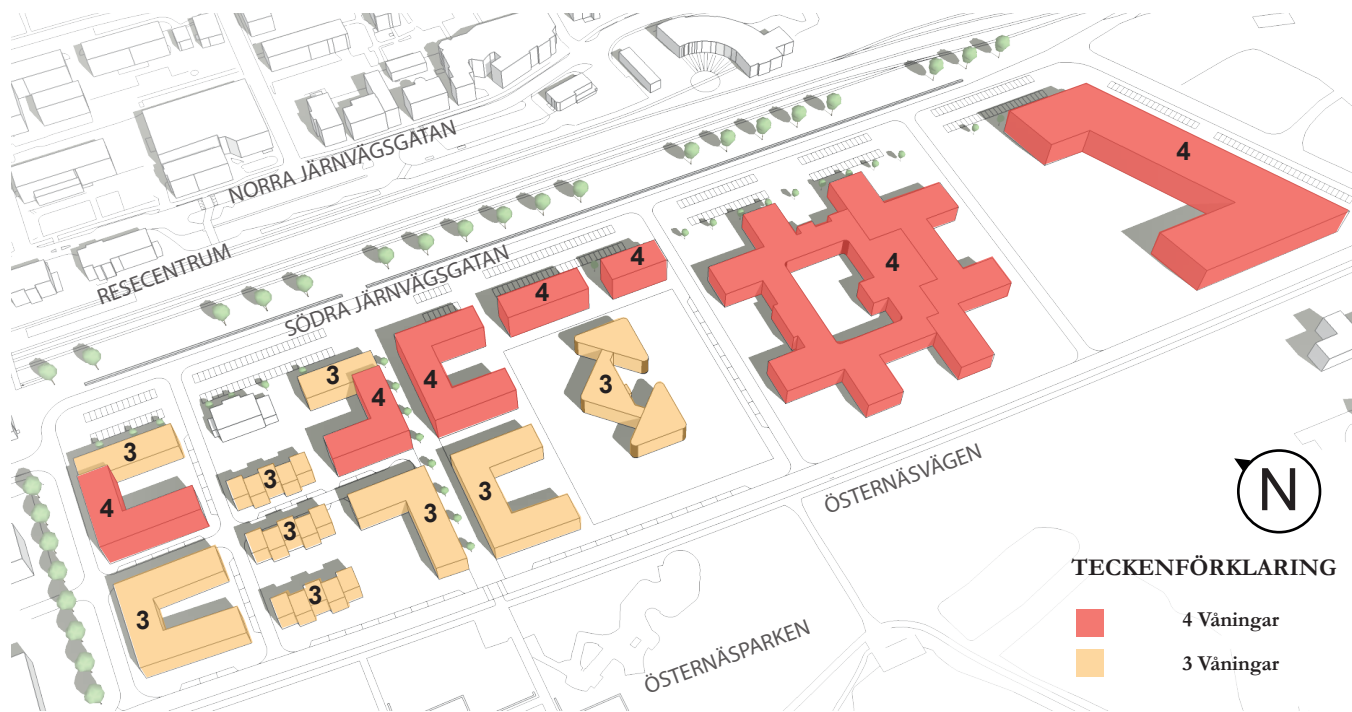 NORRA JÄRNVÄGSGATAN
RESECENTRUM
SÖDRA JÄRNVÄGSGATAN
4
4
4
4
4
3
4
3
3
4
3
3
3
3
3
3
3
ÖSTERNÄSVÄGEN
ÖSTERNÄSPARKEN
N
TECKENFÖRKLARING
4 Våningar
3 Våningar